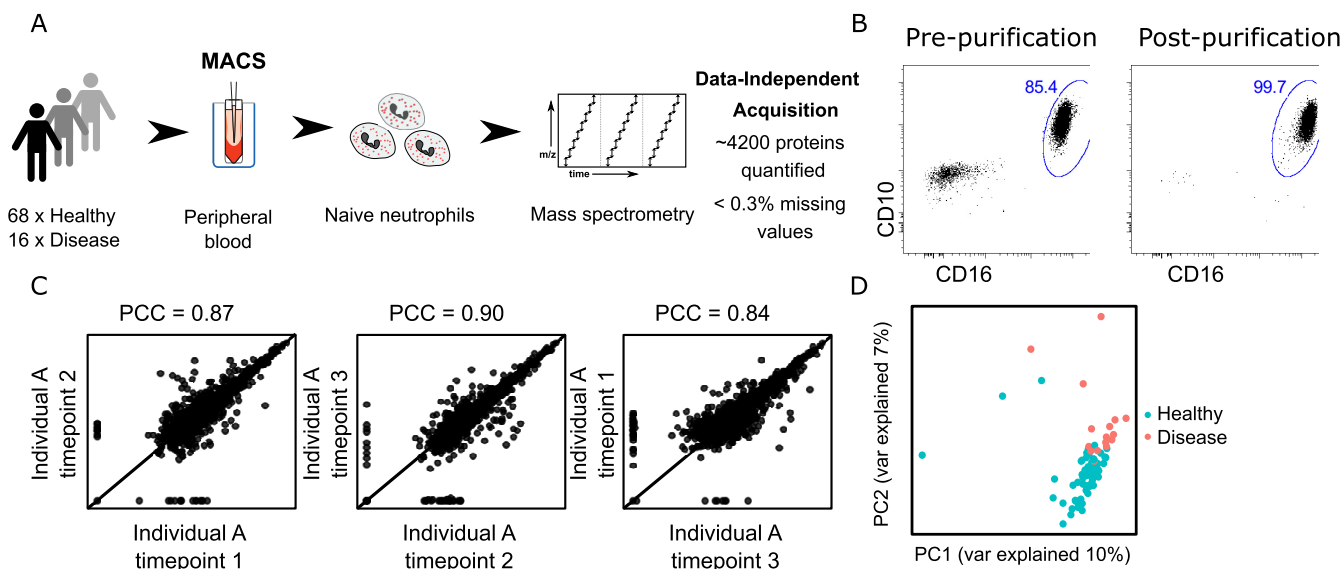 A
MACS
68 x Healthy
16 x Disease
Peripheral
blood
Naive neutrophils
m/z
time
Mass spectrometry
Data-Independent
Acquisition
~4200 proteins
quantified
< 0.3% missing
values
B
Pre-purification
Post-purification
85.4
99.7
CD10
CD16
CD16
C
PCC = 0.87
Individual A
timepoint 2
Individual A
timepoint 1
PCC = 0.90
Individual A
timepoint 3
Individual A
timepoint 2
PCC = 0.84
Individual A
timepoint 1
Individual A
timepoint 3
D
PC2 (var explained 7%)
PC1 (var explained 10%)
Healthy
Disease